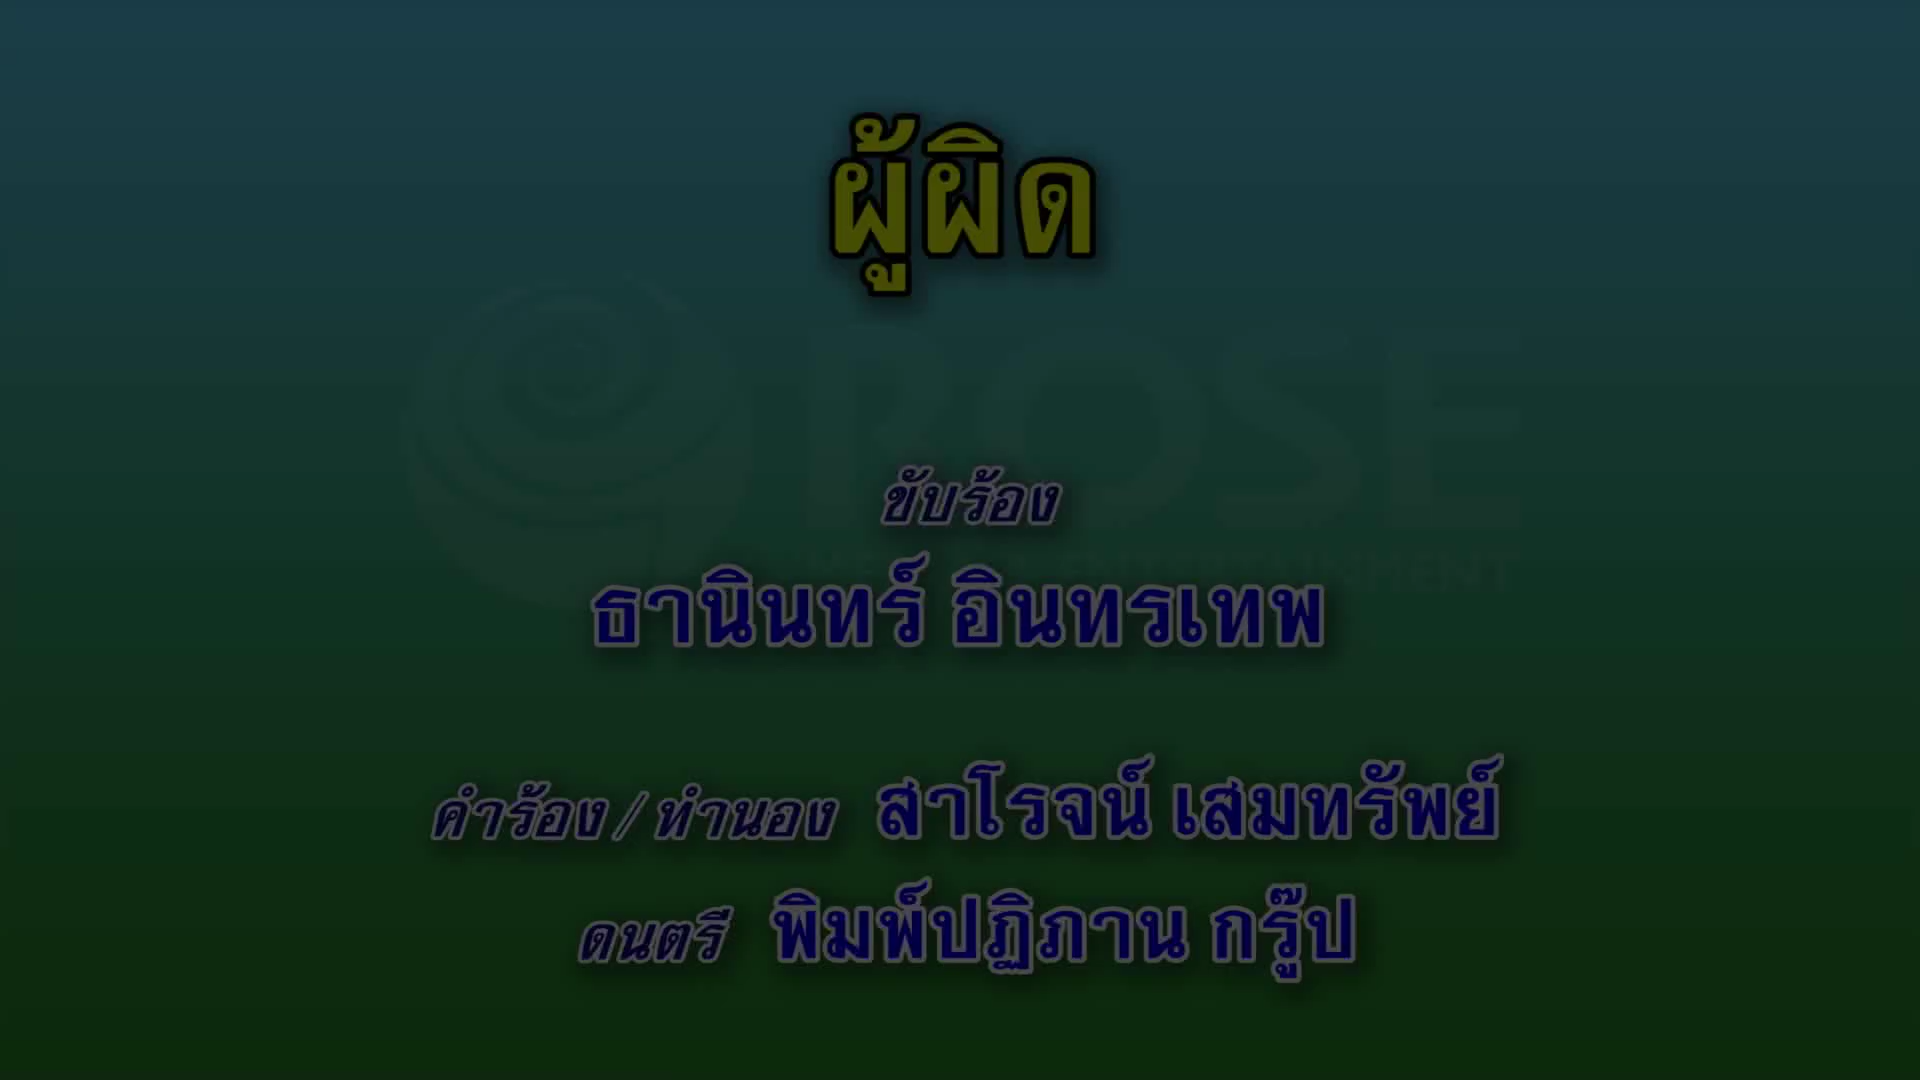 ผู้ผิด
ROSE
MEDIA & ENTERTAINMENT
ขับร้อง
ธานินทร์ อินทรเทพ
คำร้อง / ทำนอง สาโรจน์ เสมทรัพย์
ดนตรี พิมพ์ปฏิภาน กรุ๊ป